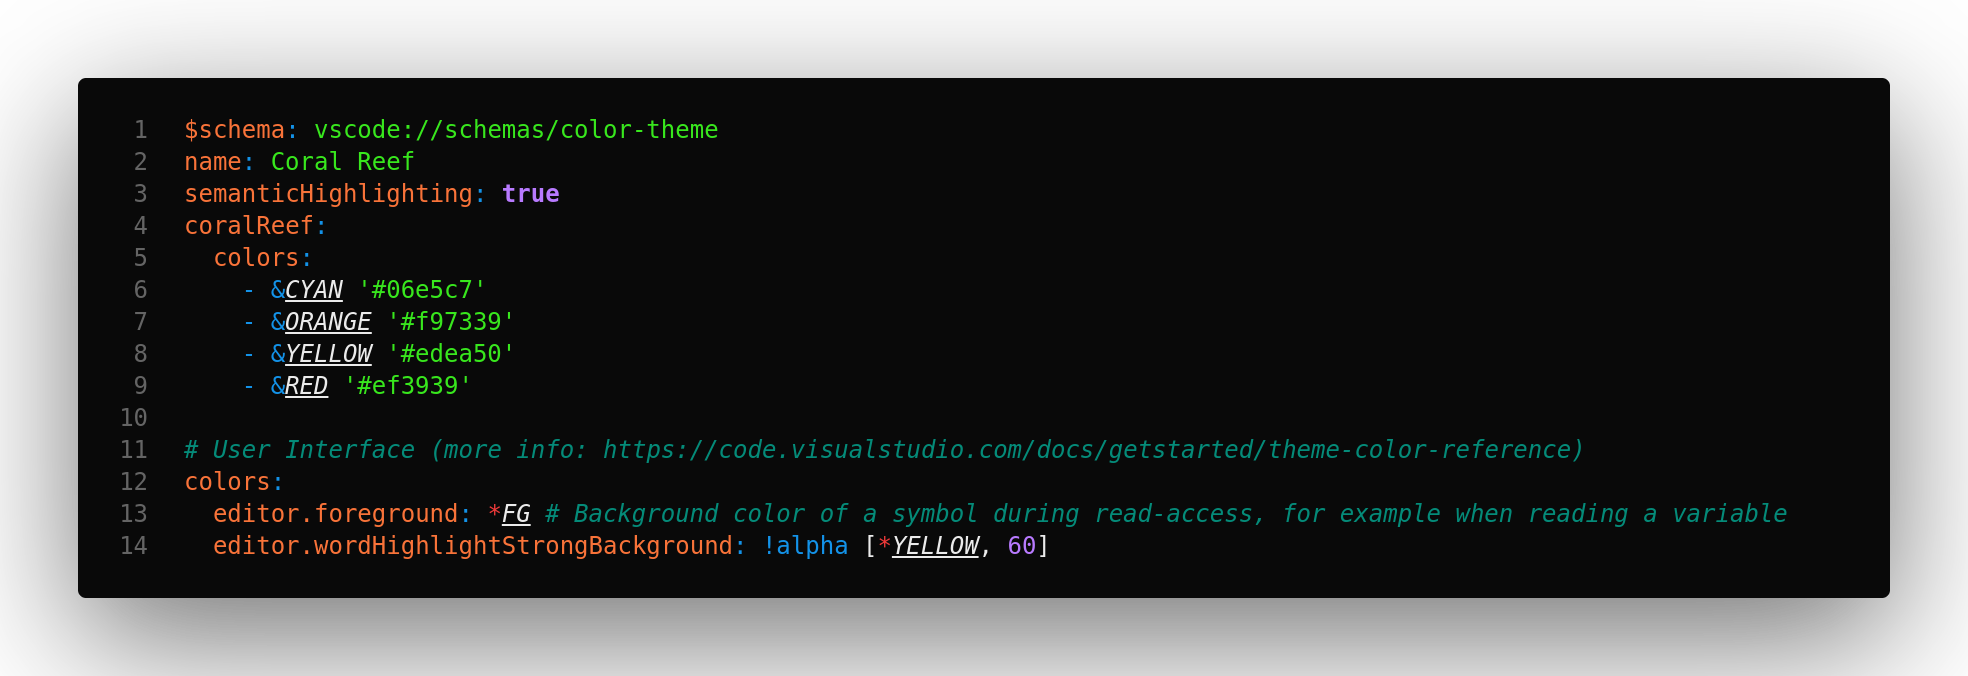 1 $schema: vscode://schemas/color-theme
2 name: Coral Reef
3 semanticHighlighting: true
4 coralReef:
5   colors:
6     - &CYAN '#06e5c7'
7     - &ORANGE '#f97339'
8     - &YELLOW '#edea50'
9     - &RED '#ef3939'
10
11 # User Interface (more info: https://code.visualstudio.com/docs/getstarted/theme-color-reference)
12 colors:
13   editor.foreground: *FG # Background color of a symbol during read-access, for example when reading a variable
14   editor.wordHighlightStrongBackground: !alpha [*YELLOW, 60]